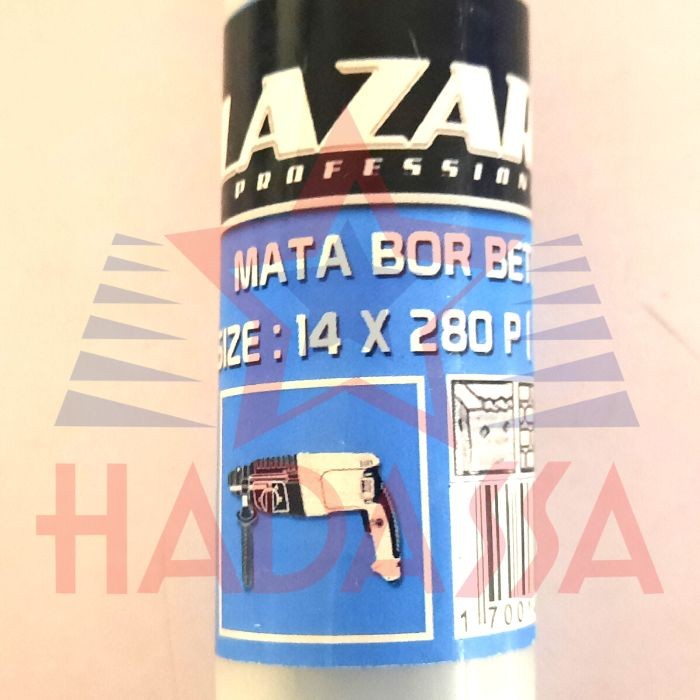 LAZAR
PROFESSION
MATA BOR BET
SIZE : 14 X 280 P
HADASSA
1 700